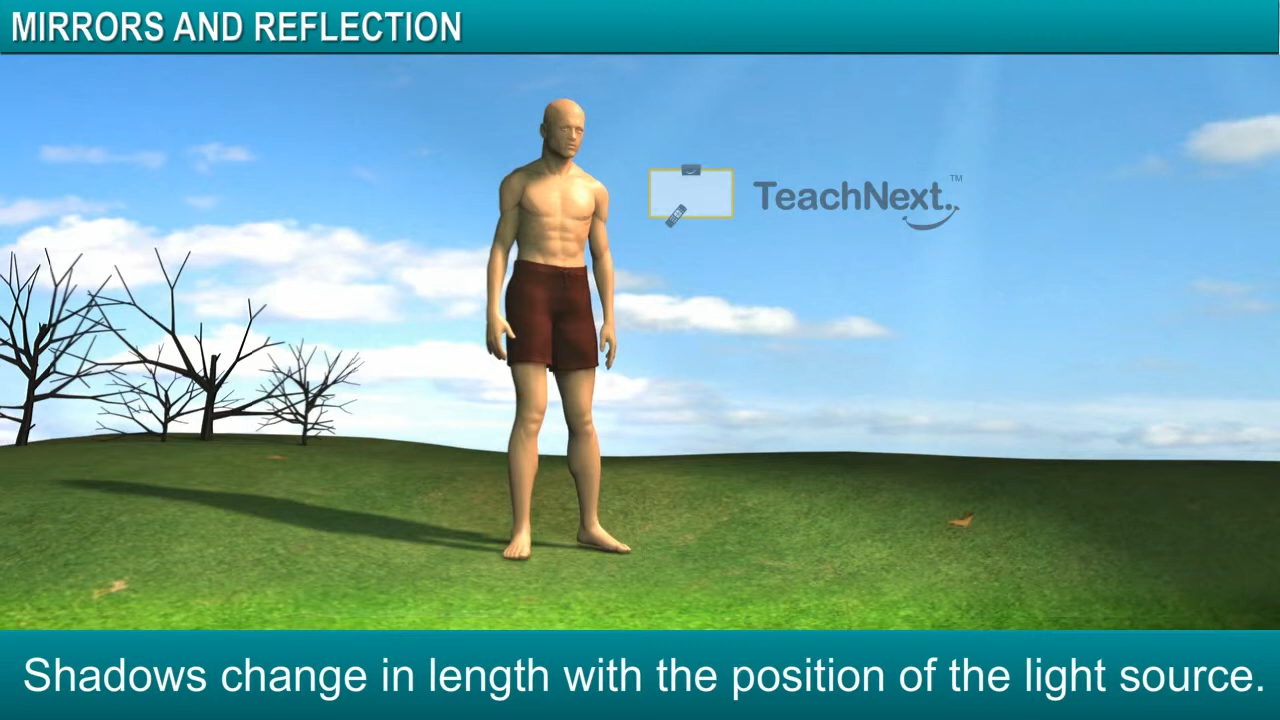 MIRRORS AND REFLECTION
TeachNext.. TM
Shadows change in length with the position of the light source.